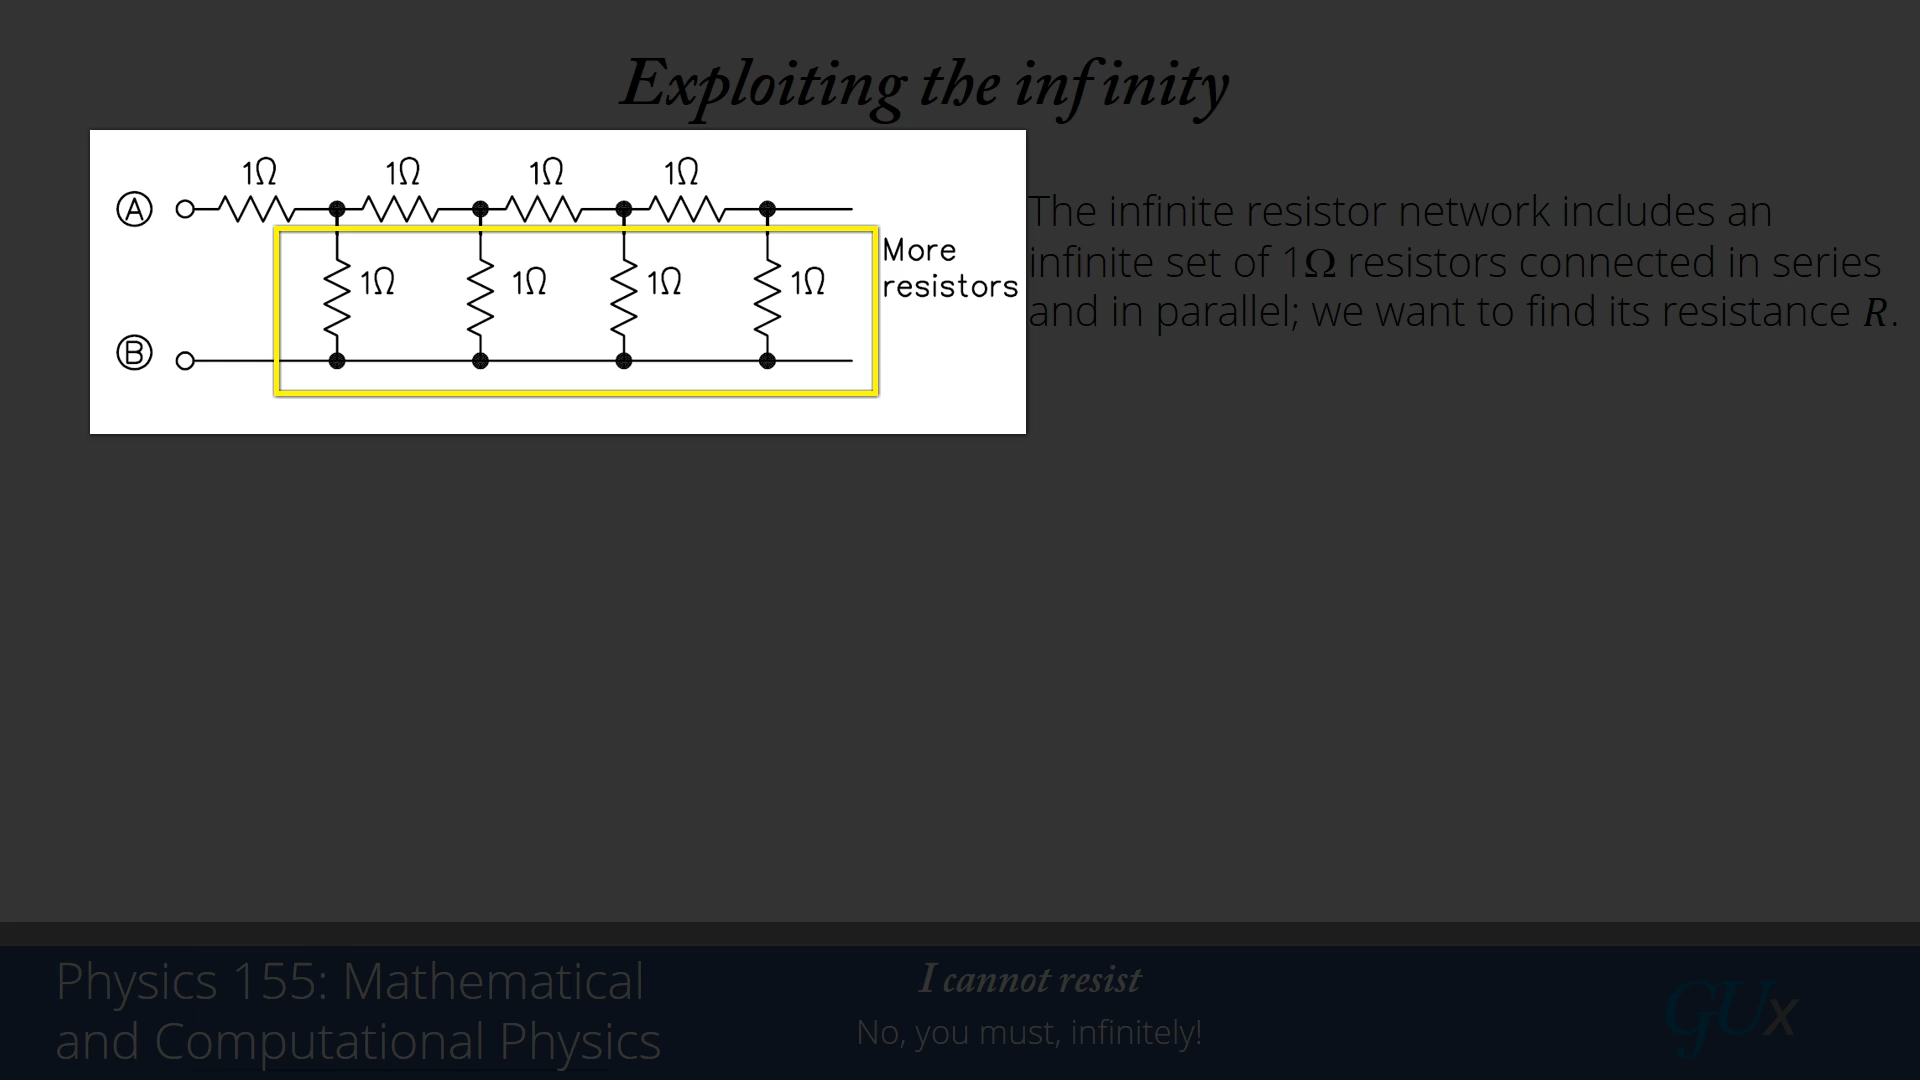 Exploiting the infinity
1Ω 1Ω 1Ω 1Ω
A
1Ω 1Ω 1Ω 1Ω
More
resistors
B
The infinite resistor network includes an
infinite set of 1Ω resistors connected in series
and in parallel; we want to find its resistance R.
Physics 155: Mathematical
and Computational Physics
I cannot resist
No, you must, infinitely!
GUx